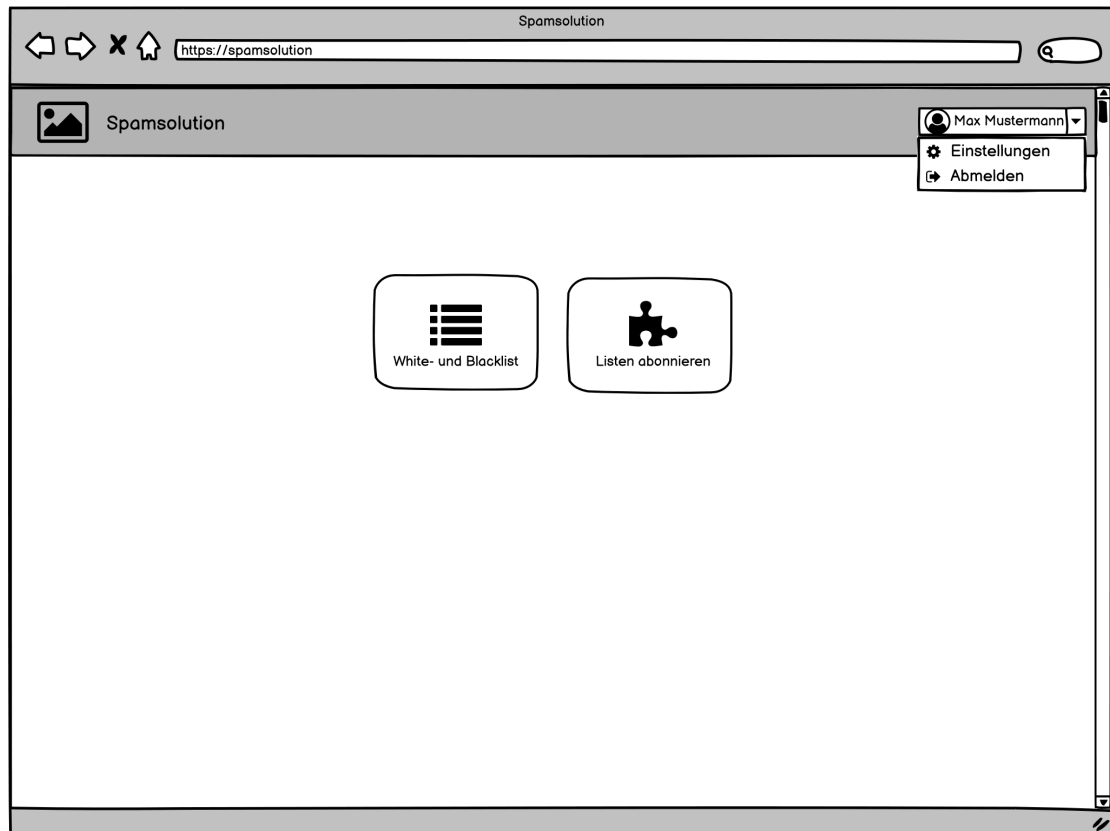 Spamsolution
https://spamsolution
Spamsolution
Max Mustermann
Einstellungen
Abmelden
White- und Blacklist
Listen abonnieren